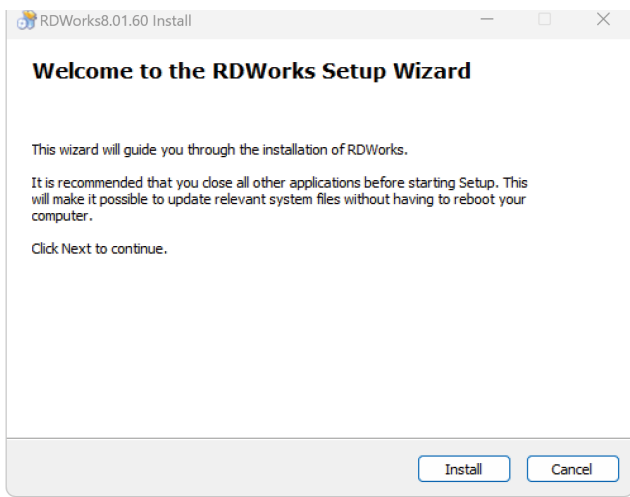 RDWorks8.01.60 Install
Welcome to the RDWorks Setup Wizard
This wizard will guide you through the installation of RDWorks.
It is recommended that you close all other applications before starting Setup. This
will make it possible to update relevant system files without having to reboot your
computer.
Click Next to continue.
Install
Cancel